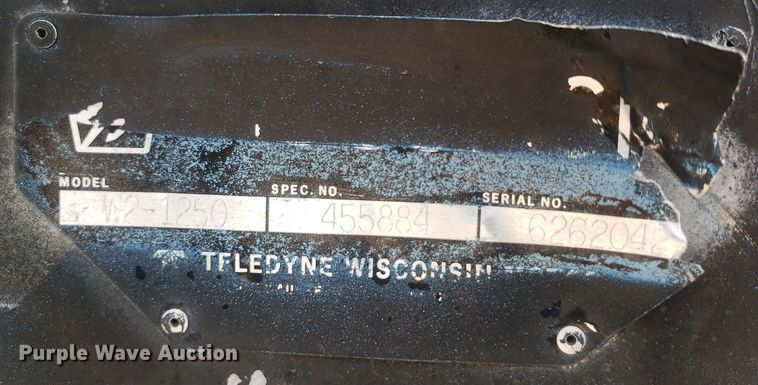 MODEL SPEC. NO. SERIAL NO.
W2-1250 455884 6262042
TELEDYNE WISCONSIN
Purple Wave Auction